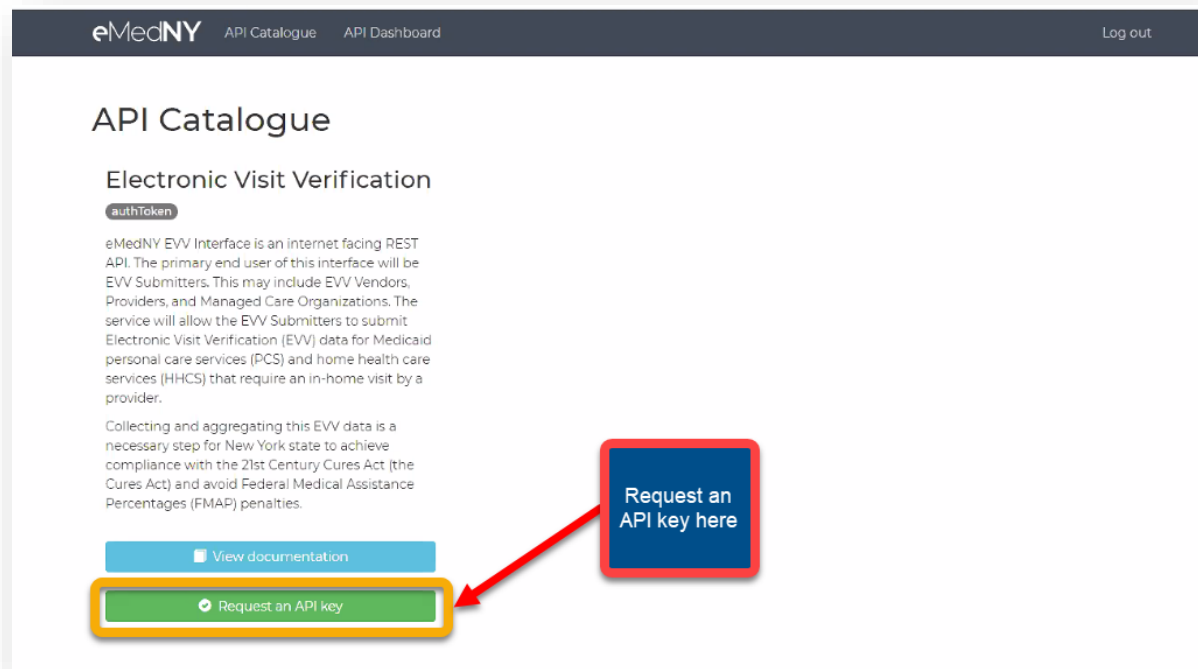 eMedNY API Catalogue API Dashboard Log out
API Catalogue
Electronic Visit Verification
authToken
eMedNY EVV Interface is an internet facing REST
API. The primary end user of this interface will be
EVV Submitters. This may include EVV Vendors,
Providers, and Managed Care Organizations. The
service will allow the EVV Submitters to submit
Electronic Visit Verification (EVV) data for Medicaid
personal care services (PCS) and home health care
services (HHCS) that require an in-home visit by a
provider.
Collecting and aggregating this EVV data is a
necessary step for New York state to achieve
compliance with the 21st Century Cures Act (the
Cures Act) and avoid Federal Medical Assistance
Percentages (FMAP) penalties.
View documentation
Request an API key
Request an
API key here